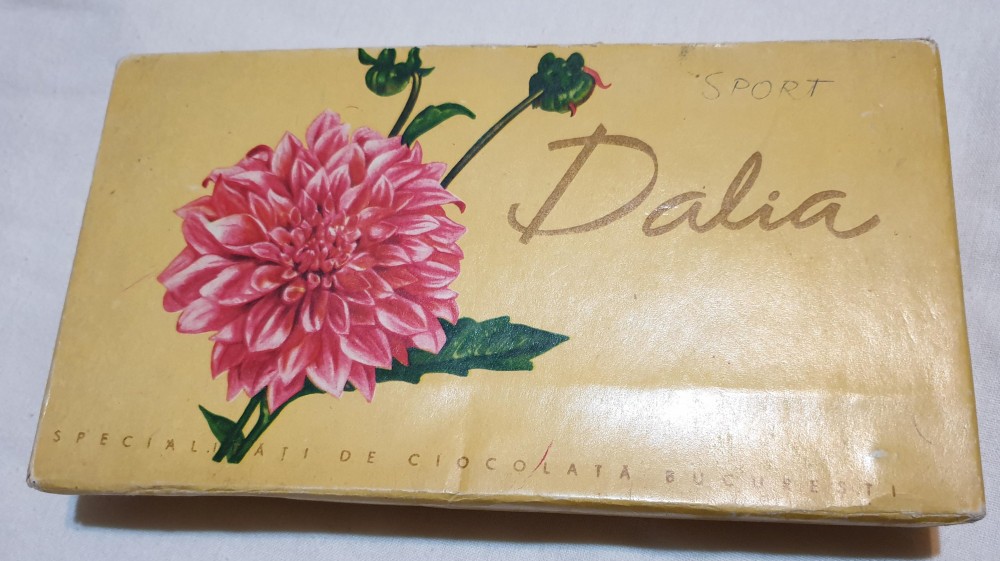 SPORT
Dalia
SPECIALITĂȚI DE CIOCOLATĂ BUCUREȘTI